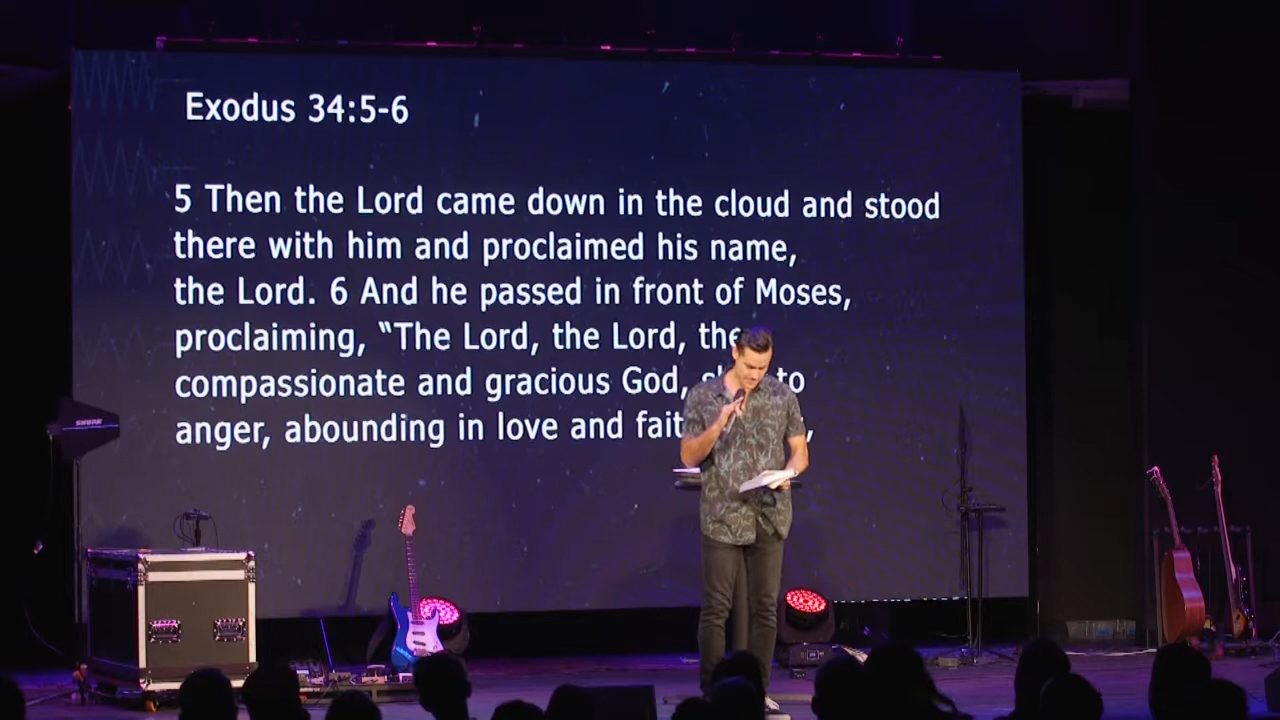 Exodus 34:5-6
5 Then the Lord came down in the cloud and stood
there with him and proclaimed his name,
the Lord. 6 And he passed in front of Moses,
proclaiming, “The Lord, the Lord, the
compassionate and gracious God, to
anger, abounding in love and
SHURE